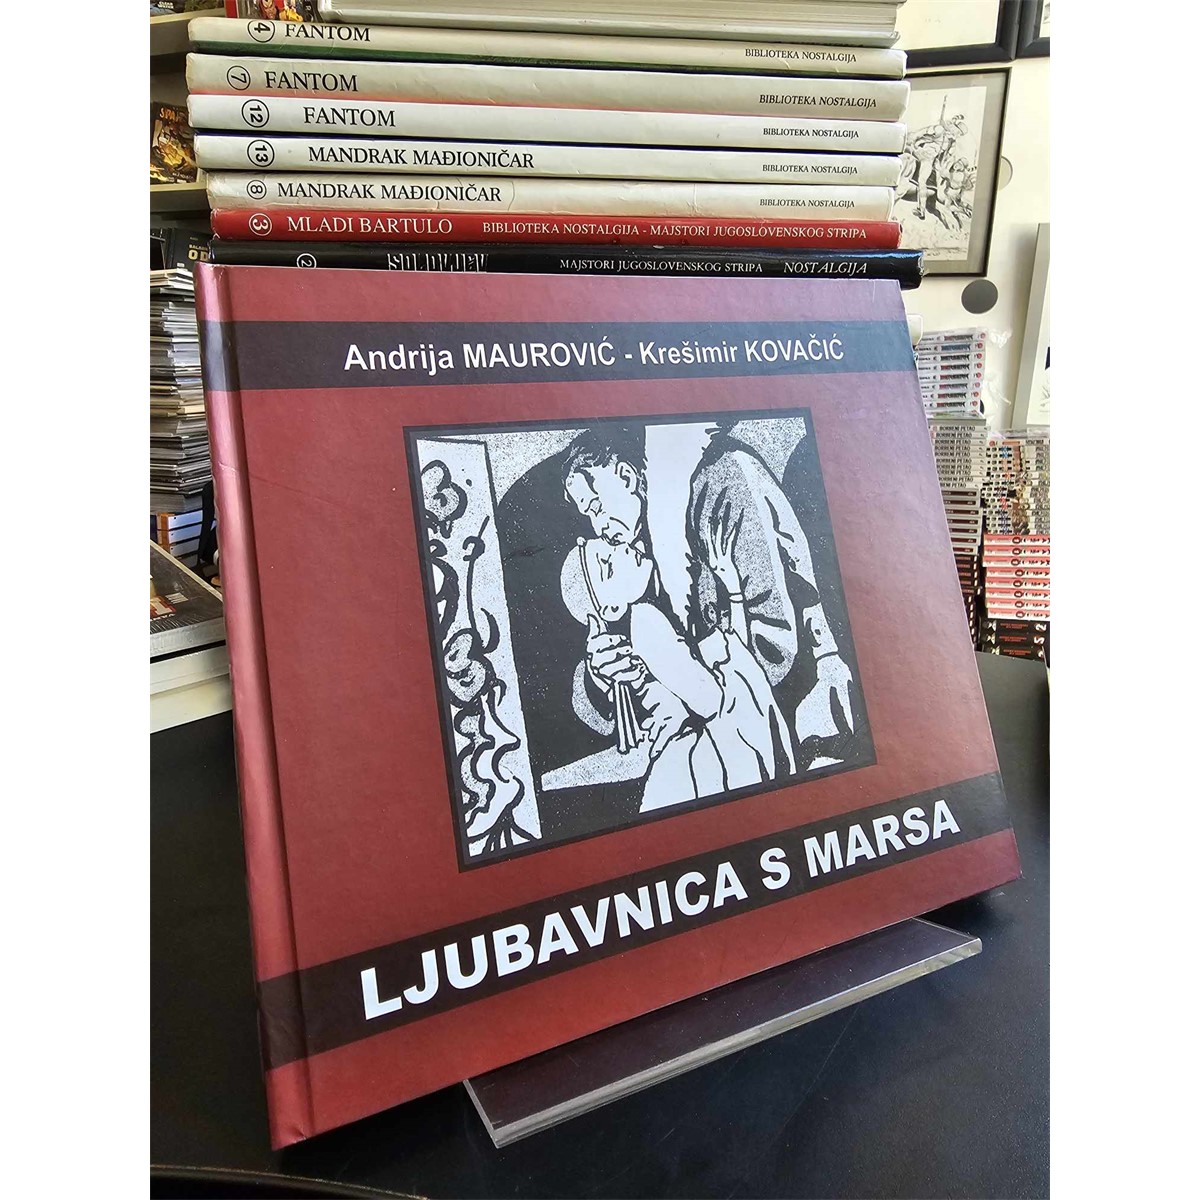 4 FANTOM BIBLIOTEKA NOSTALGIJA
7 FANTOM BIBLIOTEKA NOSTALGIJA
12 FANTOM BIBLIOTEKA NOSTALGIJA
13 MANDRAK MAĐIONIČAR BIBLIOTEKA NOSTALGIJA
8 MANDRAK MAĐIONIČAR BIBLIOTEKA NOSTALGIJA
3 MLADI BARTULO BIBLIOTEKA NOSTALGIJA - MAJSTORI JUGOSLOVENSKOG STRIPA
2 MAJSTORI JUGOSLOVENSKOG STRIPA NOSTALGIJA
Andrija MAUROVIĆ - Krešimir KOVAČIĆ
LJUBAVNICA S MARSA